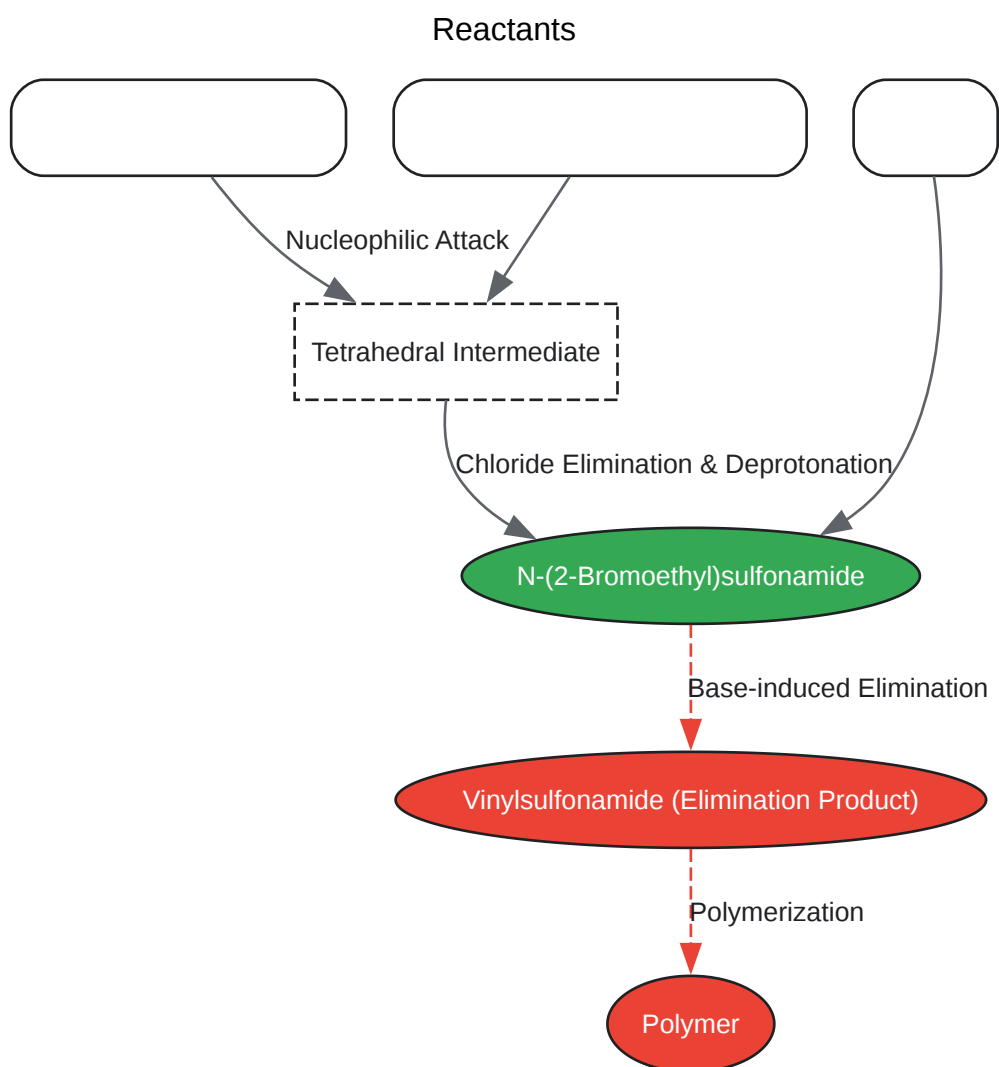 Reactants
Nucleophilic Attack
Tetrahedral Intermediate
Chloride Elimination & Deprotonation
N-(2-Bromoethyl)sulfonamide
Base-induced Elimination
Vinylsulfonamide (Elimination Product)
Polymerization
Polymer